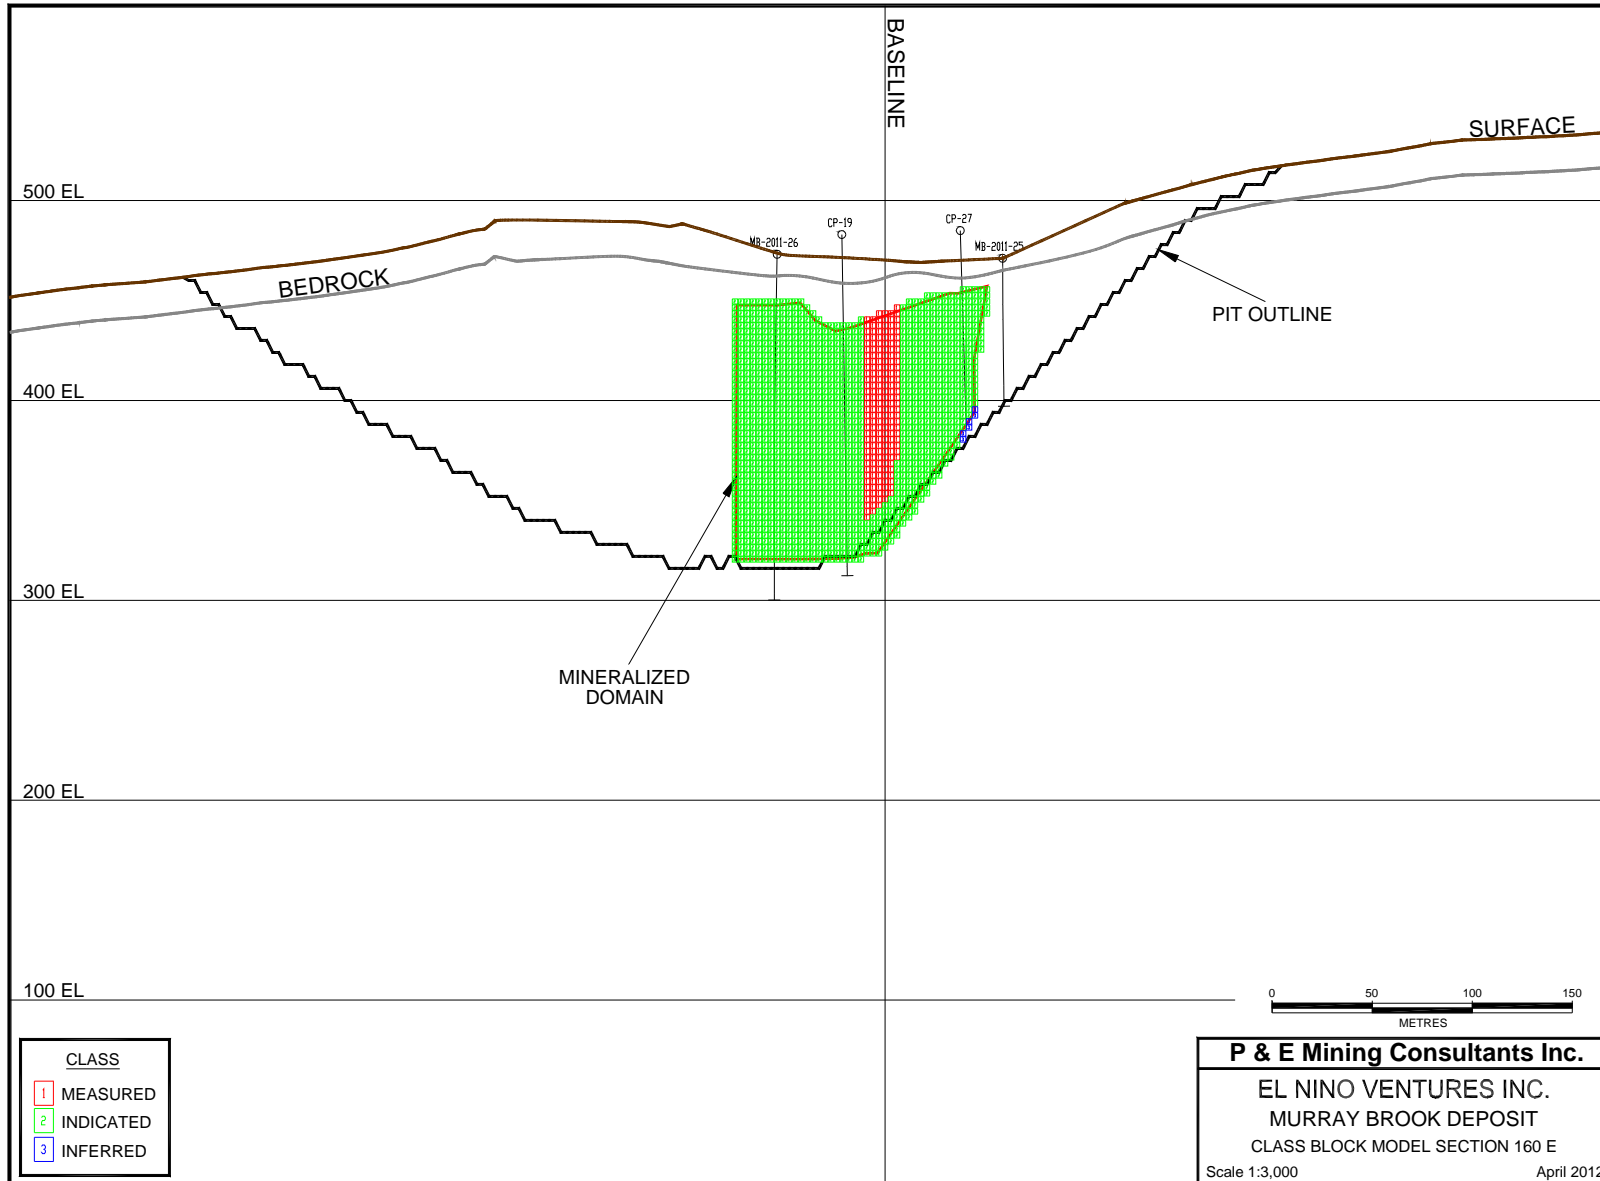 BASELINE
SURFACE
500 EL
CP-19
CP-27
MB-2011-26
MB-2011-25
BEDROCK
PIT OUTLINE
400 EL
300 EL
MINERALIZED
DOMAIN
200 EL
100 EL
0 50 100 150
METRES
CLASS
1 MEASURED
2 INDICATED
3 INFERRED
P & E Mining Consultants Inc.
EL NINO VENTURES INC.
MURRAY BROOK DEPOSIT
CLASS BLOCK MODEL SECTION 160 E
Scale 1:3,000 April 2012